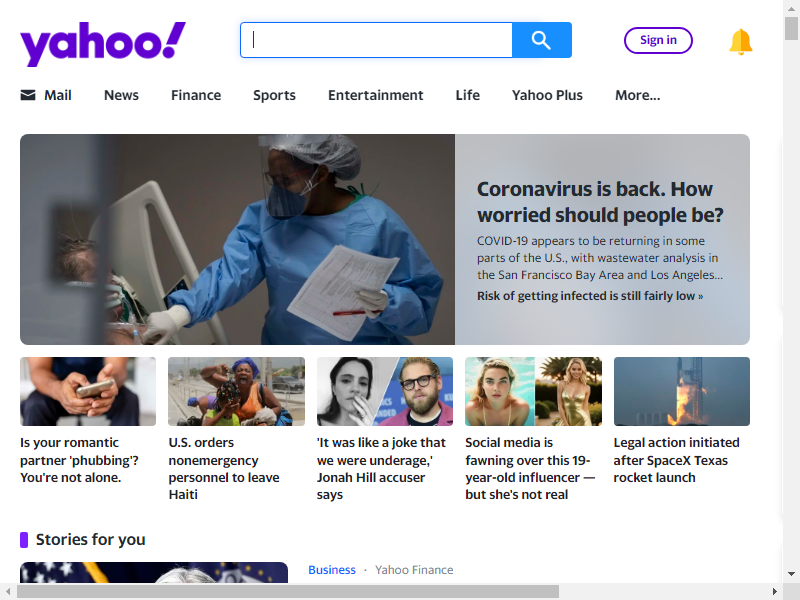 yahoo!
Sign in
Mail
News
Finance
Sports
Entertainment
Life
Yahoo Plus
More...
Coronavirus is back. How
worried should people be?
COVID-19 appears to be returning in some
parts of the U.S., with wastewater analysis in
the San Francisco Bay Area and Los Angeles...
Risk of getting infected is still fairly low »
Is your romantic
partner 'phubbing'?
You're not alone.
U.S. orders
nonemergency
personnel to leave
Haiti
'It was like a joke that
we were underage,'
Jonah Hill accuser
says
Social media is
fawning over this 19-
year-old influencer —
but she's not real
Legal action initiated
after SpaceX Texas
rocket launch
Stories for you
Business · Yahoo Finance